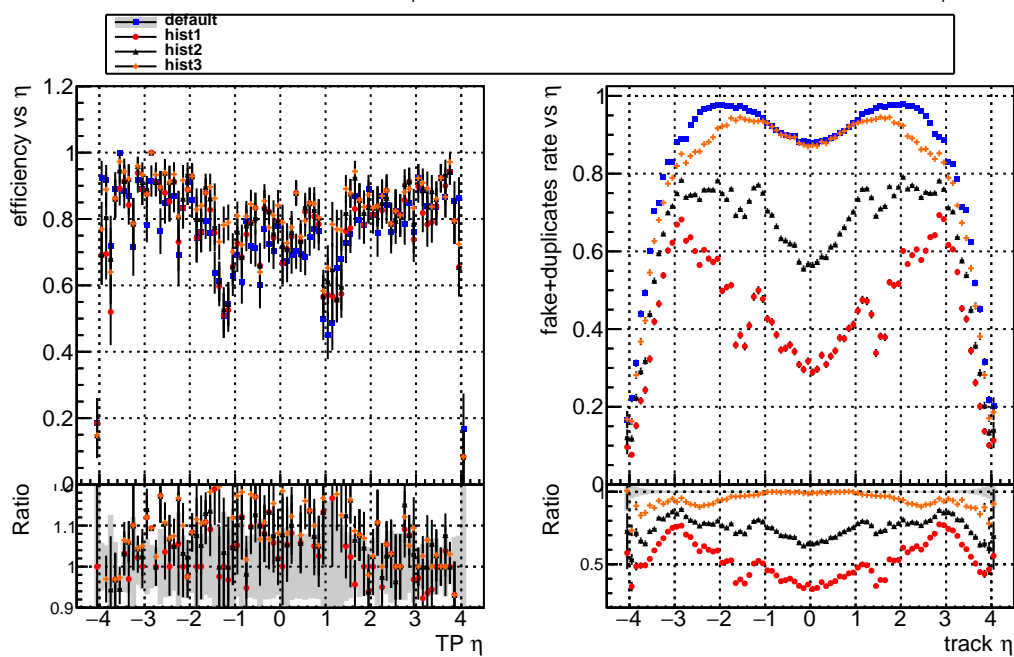 default
hist1
hist2
hist3
efficiency vs η
1.2
1
0.8
0.6
0.4
0.2
0
Ratio
1.1
1
0.9
−4 −3 −2 −1 0 1 2 3 4
TP η
fake+duplicates rate vs η
1
0.8
0.6
0.4
0.2
0
Ratio
0.5
−4 −3 −2 −1 0 1 2 3 4
track η